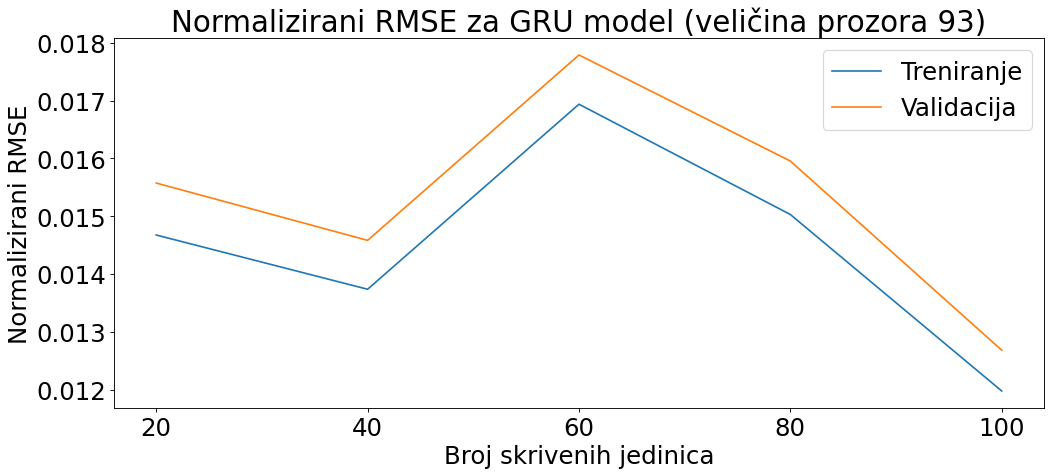 Normalizirani RMSE za GRU model (veličina prozora 93)
Treniranje
Validacija
Normalizirani RMSE
0.018
0.017
0.016
0.015
0.014
0.013
0.012
20 40 60 80 100
Broj skrivenih jedinica